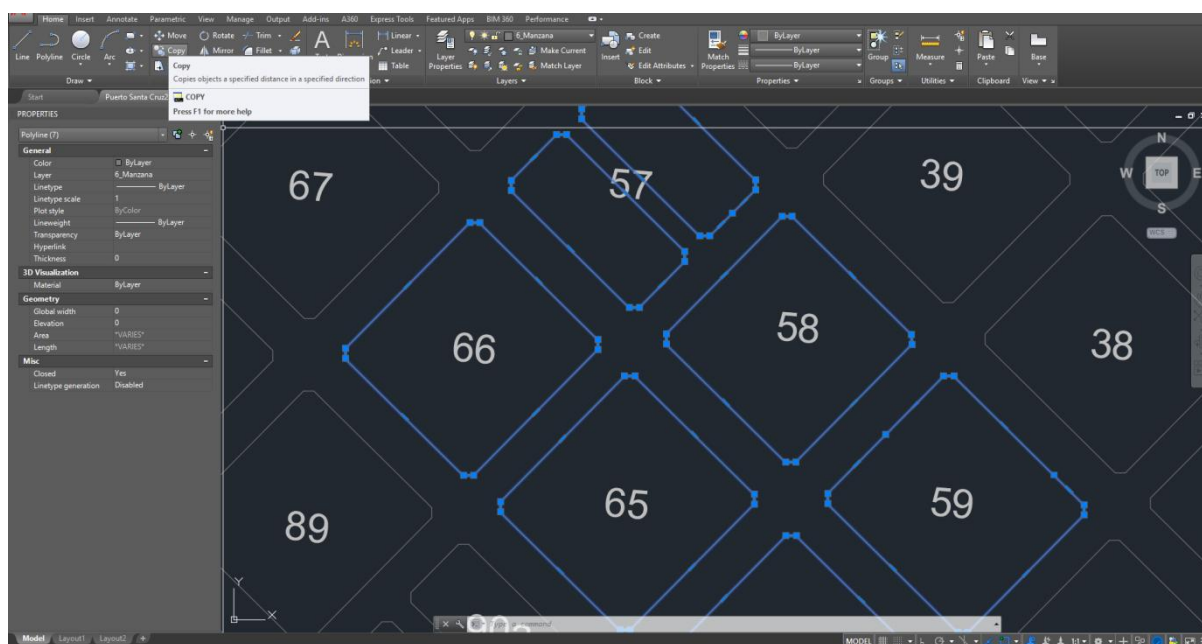 Home Insert Annotate Parametric View Manage Output Add-ins A360 Express Tools Featured Apps BIM 360 Performance
Move Rotate Trim Linear 6_Manzana Create ByLayer
Line Polyline Circle Arc Copy Mirror Fillet Leader Layer Properties Make Current Insert Edit Match Properties ByLayer Group Measure Paste Base
Table Match Layer Edit Attributes ByLayer
Draw Layers Block Properties Groups Utilities Clipboard View
Copy
Copies objects a specified distance in a specified direction
COPY
Press F1 for more help
Start Puerto Santa Cruz
PROPERTIES
Polyline (7)
General
Color ByLayer
Layer 6_Manzana
Linetype ByLayer
Linetype scale 1
Plot style ByColor
Lineweight ByLayer
Transparency ByLayer
Hyperlink
Thickness 0
3D Visualization
Material ByLayer
Geometry
Global width 0
Elevation 0
Area *VARIES*
Length *VARIES*
Misc
Closed Yes
Linetype generation Disabled
67 57 39
66 58 38
65 59
89
N
W TOP E
S
WCS
Y
X
Type a command
Model Layout1 Layout2 +
MODEL 1:1